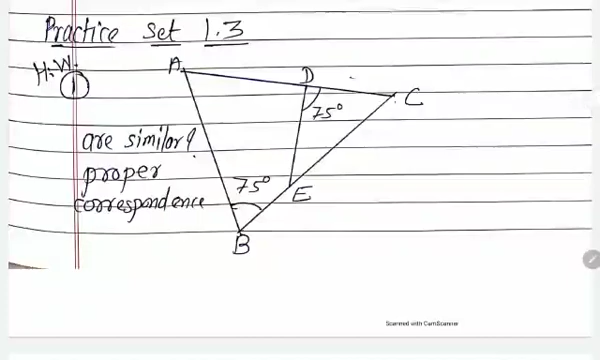 Practice Set 1.3
H.W.
①
A
D
C
75°
are similar?
proper
75°
E
correspondence
B
Scanned with CamScanner